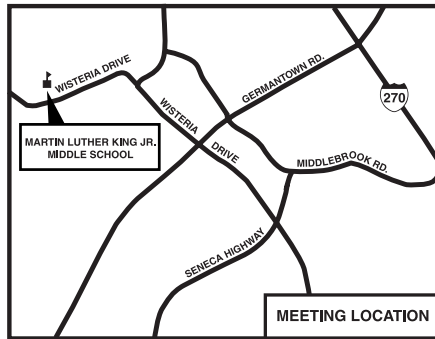 WISTERIA DRIVE
GERMANTOWN RD.
270
WISTERIA DRIVE
MARTIN LUTHER KING JR.
MIDDLE SCHOOL
MIDDLEBROOK RD.
SENECA HIGHWAY
MEETING LOCATION